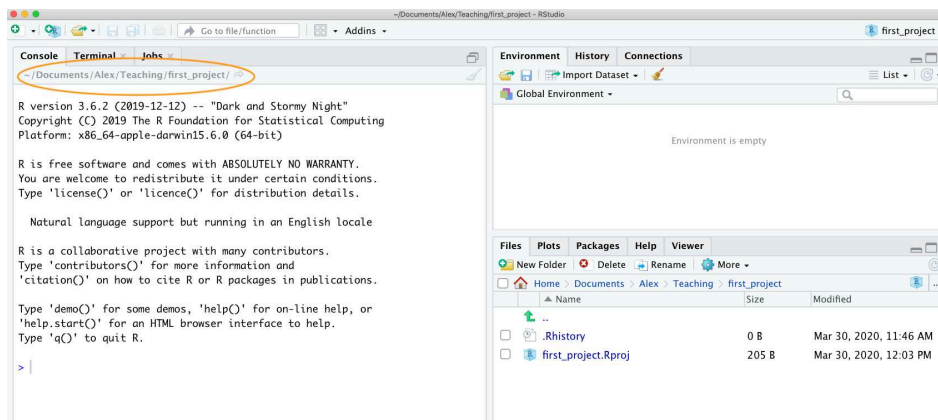 ~/Documents/Alex/Teaching/first_project - RStudio
Go to file/function Addins first_project
Console Terminal Jobs
~/Documents/Alex/Teaching/first_project/
R version 3.6.2 (2019-12-12) -- "Dark and Stormy Night"
Copyright (C) 2019 The R Foundation for Statistical Computing
Platform: x86_64-apple-darwin15.6.0 (64-bit)
R is free software and comes with ABSOLUTELY NO WARRANTY.
You are welcome to redistribute it under certain conditions.
Type 'license()' or 'licence()' for distribution details.
Natural language support but running in an English locale
R is a collaborative project with many contributors.
Type 'contributors()' for more information and
'citation()' on how to cite R or R packages in publications.
Type 'demo()' for some demos, 'help()' for on-line help, or
'help.start()' for an HTML browser interface to help.
Type 'q()' to quit R.
>
Environment History Connections
Import Dataset List
Global Environment
Environment is empty
Files Plots Packages Help Viewer
New Folder Delete Rename More
Home > Documents > Alex > Teaching > first_project ...
Name Size Modified
..
.Rhistory 0 B Mar 30, 2020, 11:46 AM
first_project.Rproj 205 B Mar 30, 2020, 12:03 PM